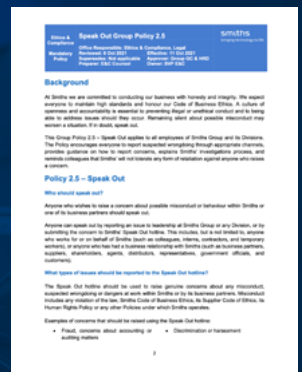 Ethics &
Compliance
Mandatory
Policy
Speak Out Group Policy 2.5
Office Responsible: Ethics & Compliance, Legal
Reviewed: 8 Oct 2021
Effective: 11 Oct 2021
Supersedes: Not applicable
Approver: Group GC & HRD
Preparer: E&C Counsel
Owner: SVP E&C
smiths
bringing technology to life
Background
At Smiths we are committed to conducting our business with honesty and integrity. We expect
everyone to maintain high standards and honour our Code of Business Ethics. A culture of
openness and accountability is essential to preventing illegal or unethical conduct and to being
able to address issues should they occur. Remaining silent about possible misconduct may
worsen a situation. If in doubt, speak out.
This Group Policy 2.5 – Speak Out applies to all employees of Smiths Group and its Divisions.
The Policy encourages everyone to report suspected wrongdoing through appropriate channels,
provides guidance on how to report concerns, explains Smiths' investigations process, and
reminds colleagues that Smiths' will not tolerate any form of retaliation against anyone who raises
a concern.
Policy 2.5 – Speak Out
Who should speak out?
Anyone who wishes to raise a concern about possible misconduct or behaviour within Smiths or
one of its business partners should speak out.
Anyone can speak out by reporting an issue to leadership at Smiths Group or any Division, or by
submitting the concern to Smiths' Speak Out hotline. This includes, but is not limited to, anyone
who works for or on behalf of Smiths (such as colleagues, interns, contractors, and temporary
workers), or anyone who has had a business relationship with Smiths (such as business partners,
suppliers, shareholders, agents, distributors, representatives, government officials, and
customers).
What types of issues should be reported to the Speak Out hotline?
The Speak Out hotline should be used to raise genuine concerns about any misconduct,
suspected wrongdoing or dangers at work within Smiths or by its business partners. Misconduct
includes any violation of the law, Smiths Code of Business Ethics, its Supplier Code of Ethics, its
Human Rights Policy or any other Policies under which Smiths operates.
Examples of concerns that should be raised using the Speak Out hotline:
• Fraud, concerns about accounting or
auditing matters
• Discrimination or harassment
2